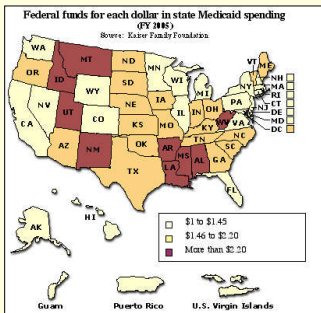 Federal funds for each dollar in state Medicaid spending
(FY 2005)
Source: Kaiser Family Foundation
WA
MT
ND
MN
VT
ME
NH
OR
ID
SD
WI
MI
NY
MA
RI
WY
CT
NV
UT
CO
NE
IA
IL
IN
OH
PA
NJ
DE
MD
DC
CA
KS
MO
KY
WV
VA
AZ
NM
OK
AR
TN
NC
SC
TX
LA
MS
AL
GA
FL
HI
AK
$1 to $1.45
$1.46 to $2.20
More than $2.20
Guam
Puerto Rico
U.S. Virgin Islands